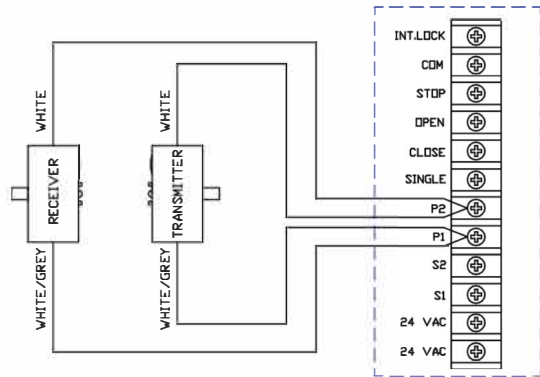 WHITE
WHITE
RECEIVER
TRANSMITTER
WHITE/GREY
WHITE/GREY
INT.LOCK
COM
STOP
OPEN
CLOSE
SINGLE
P2
P1
S2
S1
24 VAC
24 VAC